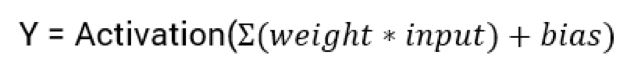 Y = Activation(Σ(weight * input) + bias)